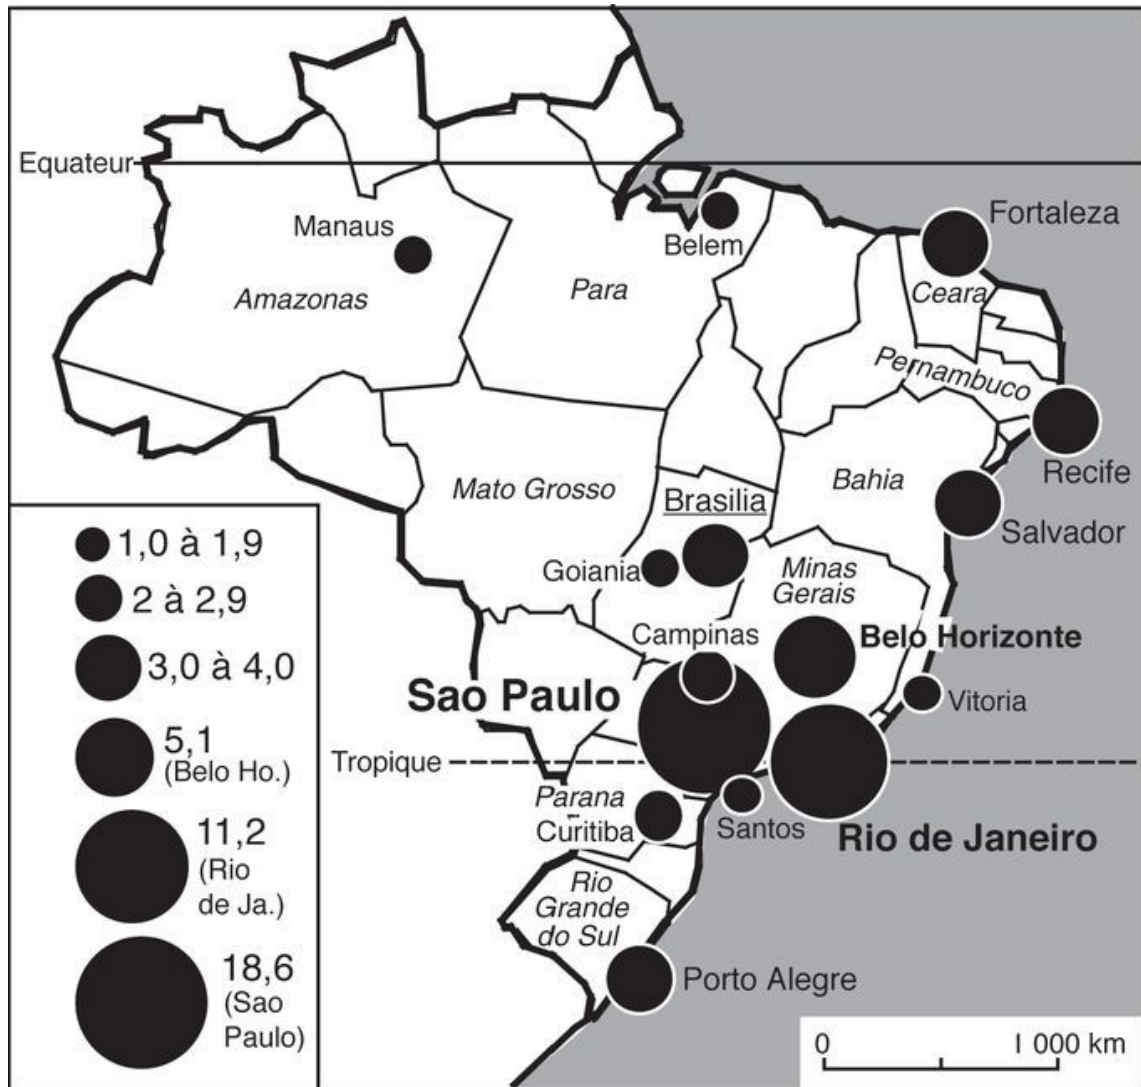 Equateur
Manaus
Belem
Fortaleza
Amazonas
Para
Ceara
Pernambuco
Recife
Mato Grosso
Bahia
Brasilia
Salvador
Goiania
Minas
Gerais
Campinas
Belo Horizonte
Sao Paulo
Vitoria
Tropique
Parana
Curitiba
Santos
Rio de Janeiro
Rio
Grande
do Sul
Porto Alegre
1,0 à 1,9
2 à 2,9
3,0 à 4,0
5,1
(Belo Ho.)
11,2
(Rio
de Ja.)
18,6
(Sao
Paulo)
0 1 000 km